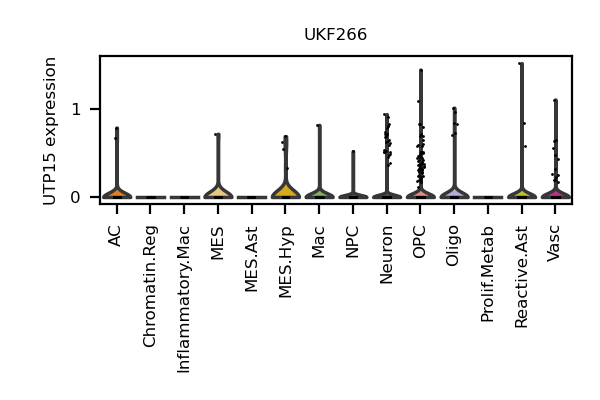 UKF266
UTP15 expression
1
0
AC
Chromatin.Reg
Inflammatory.Mac
MES
MES.Ast
MES.Hyp
Mac
NPC
Neuron
OPC
Oligo
Prolif.Metab
Reactive.Ast
Vasc